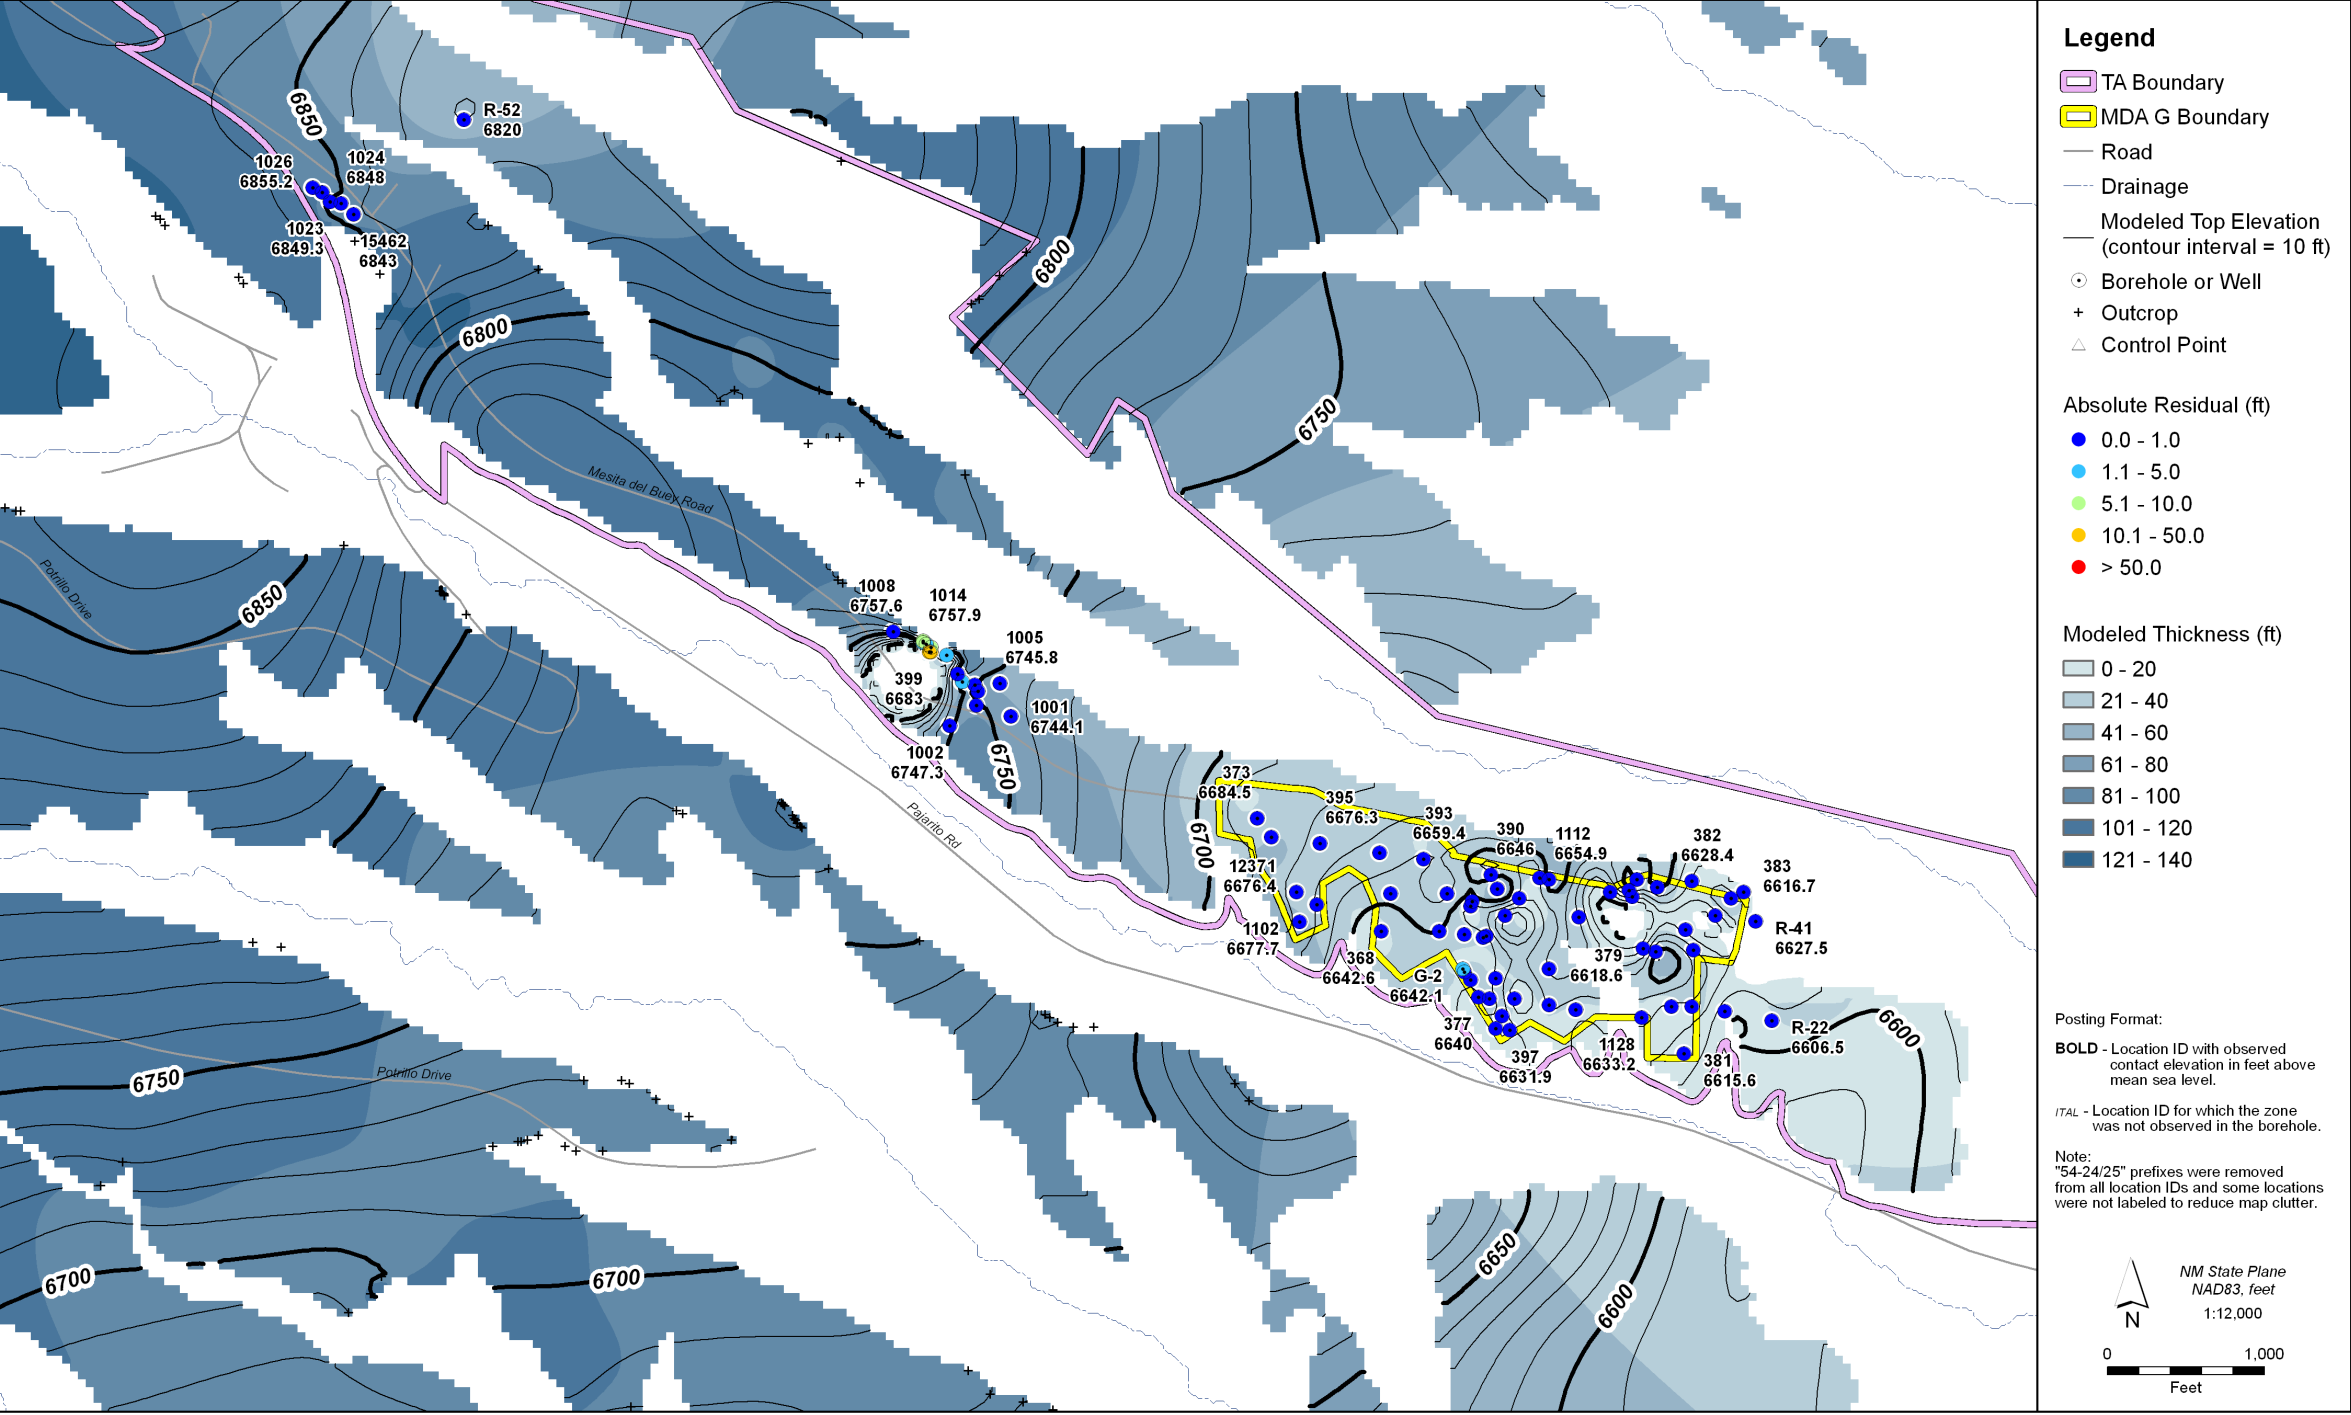 6850
R-52
6820
1026
6855.2
1024
6848
1023
6849.3
15462
6843
6800
6800
6750
Mesita del Buey Road
Potrillo Drive
6850
1008
6757.6
1014
6757.9
1005
6745.8
399
6683
1001
6744.1
1002
6747.3
6750
Pajarito Rd
373
6684.5
395
6676.3
393
6659.4
390
6646
1112
6654.9
382
6628.4
383
6616.7
6700
12371
6676.4
1102
6677.7
368
6642.6
G-2
6642.1
379
6618.6
R-41
6627.5
377
6640
397
6631.9
1128
6633.2
381
6615.6
R-22
6606.5
6600
6750
Potrillo Drive
6700
6700
6650
6600
Legend
TA Boundary
MDA G Boundary
Road
Drainage
Modeled Top Elevation
(contour interval = 10 ft)
Borehole or Well
Outcrop
Control Point
Absolute Residual (ft)
0.0 - 1.0
1.1 - 5.0
5.1 - 10.0
10.1 - 50.0
> 50.0
Modeled Thickness (ft)
0 - 20
21 - 40
41 - 60
61 - 80
81 - 100
101 - 120
121 - 140
Posting Format:
BOLD - Location ID with observed
contact elevation in feet above
mean sea level.
ITAL - Location ID for which the zone
was not observed in the borehole.
Note:
"54-24/25" prefixes were removed
from all location IDs and some locations
were not labeled to reduce map clutter.
N
NM State Plane
NAD83, feet
1:12,000
0 1,000
Feet